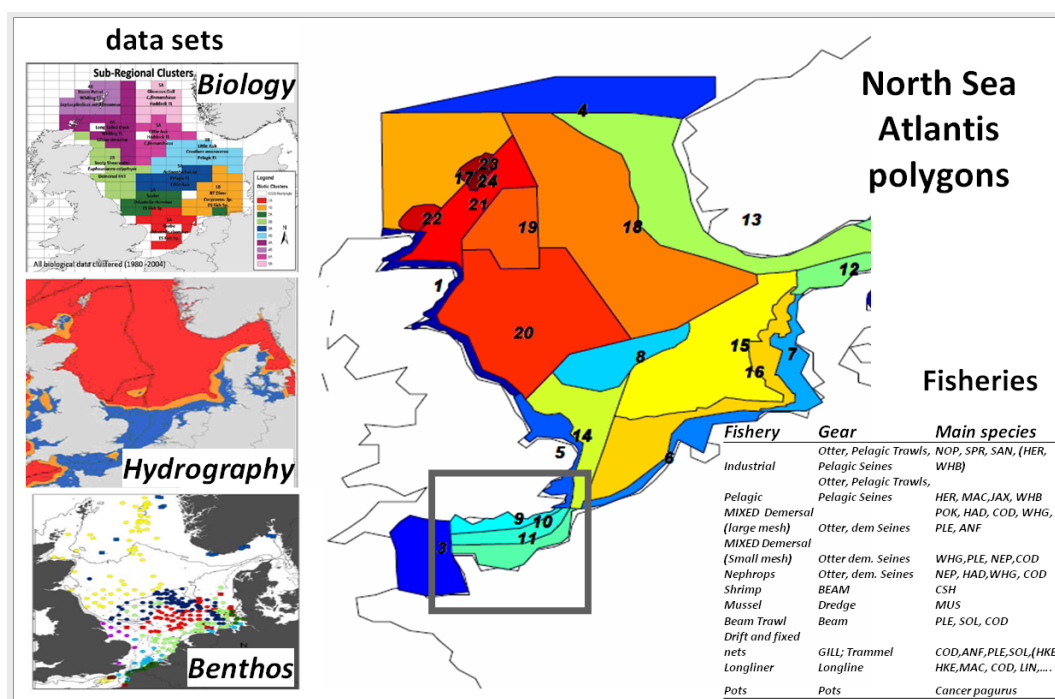 data sets
Sub-Regional Clusters
Biology
Legend
Biotic Clusters
All biological data clustered (1980 -2004)
Hydrography
Benthos
North Sea
Atlantis
polygons
4
23
17
24
21
22
19
18
13
12
1
20
8
15
7
16
14
5
6
9
10
11
3
Fisheries
Fishery Gear Main species
Otter, Pelagic Trawls, NOP, SPR, SAN, (HER,
Industrial Pelagic Seines WHB)
Otter, Pelagic Trawls,
Pelagic Pelagic Seines HER, MAC,JAX, WHB
MIXED Demersal POK, HAD, COD, WHG,
(large mesh) Otter, dem Seines PLE, ANF
MIXED Demersal
(Small mesh) Otter dem. Seines WHG,PLE, NEP,COD
Nephrops Otter, dem. Seines NEP, HAD,WHG, COD
Shrimp BEAM CSH
Mussel Dredge MUS
Beam Trawl Beam PLE, SOL, COD
Drift and fixed
nets GILL; Trammel COD,ANF,PLE,SOL,(HKE
Longliner Longline HKE,MAC, COD, LIN,....
Pots Pots Cancer pagurus